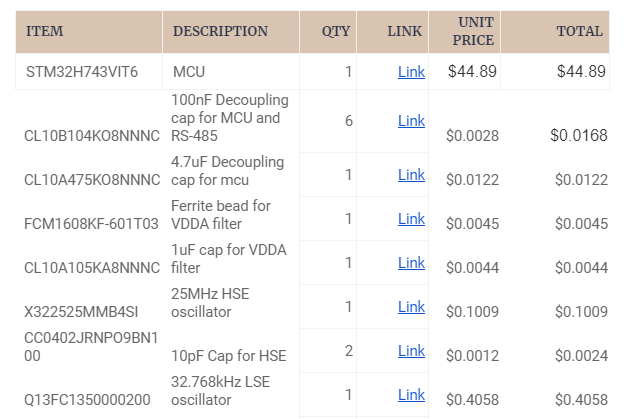 ITEM DESCRIPTION QTY LINK UNIT PRICE TOTAL
STM32H743VIT6 MCU 1 Link $44.89 $44.89
CL10B104KO8NNNC 100nF Decoupling cap for MCU and RS-485 6 Link $0.0028 $0.0168
CL10A475KO8NNNC 4.7uF Decoupling cap for mcu 1 Link $0.0122 $0.0122
FCM1608KF-601T03 Ferrite bead for VDDA filter 1 Link $0.0045 $0.0045
CL10A105KA8NNNC 1uF cap for VDDA filter 1 Link $0.0044 $0.0044
X322525MMB4SI 25MHz HSE oscillator 1 Link $0.1009 $0.1009
CC0402JRNPO9BN100 10pF Cap for HSE 2 Link $0.0012 $0.0024
Q13FC1350000200 32.768kHz LSE oscillator 1 Link $0.4058 $0.4058